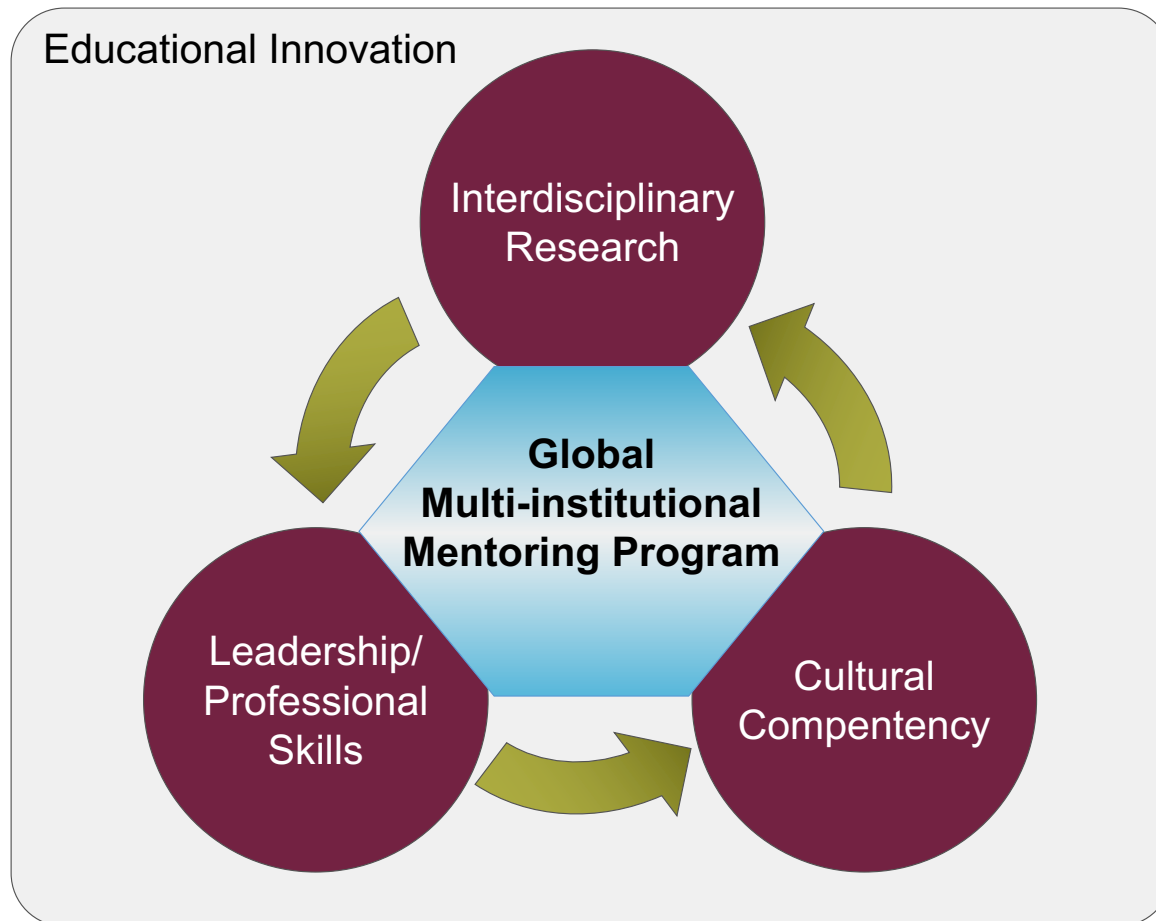 Educational Innovation
Interdisciplinary
Research
Global
Multi-institutional
Mentoring Program
Leadership/
Professional
Skills
Cultural
Compentency